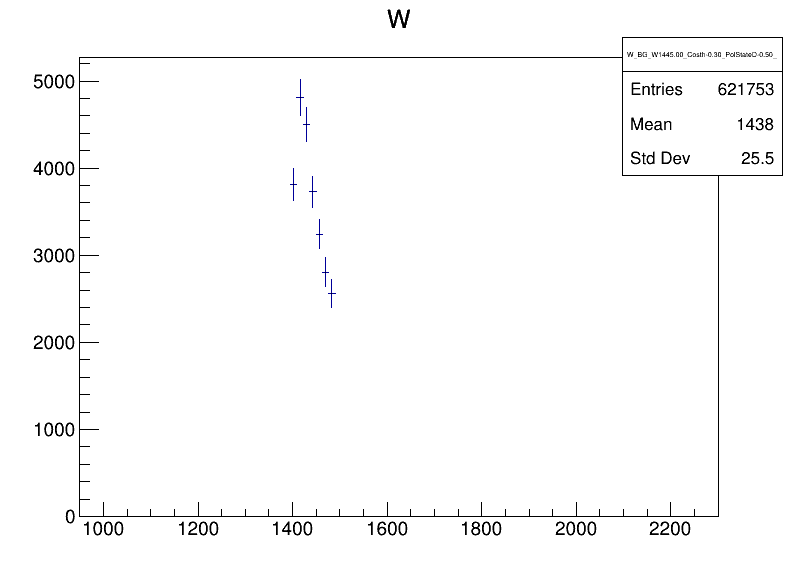 W
W_BG_W1445.00_Costh-0.30_PolStateD-0.50_
Entries 621753
Mean 1438
Std Dev 25.5
5000
4000
3000
2000
1000
0
1000 1200 1400 1600 1800 2000 2200